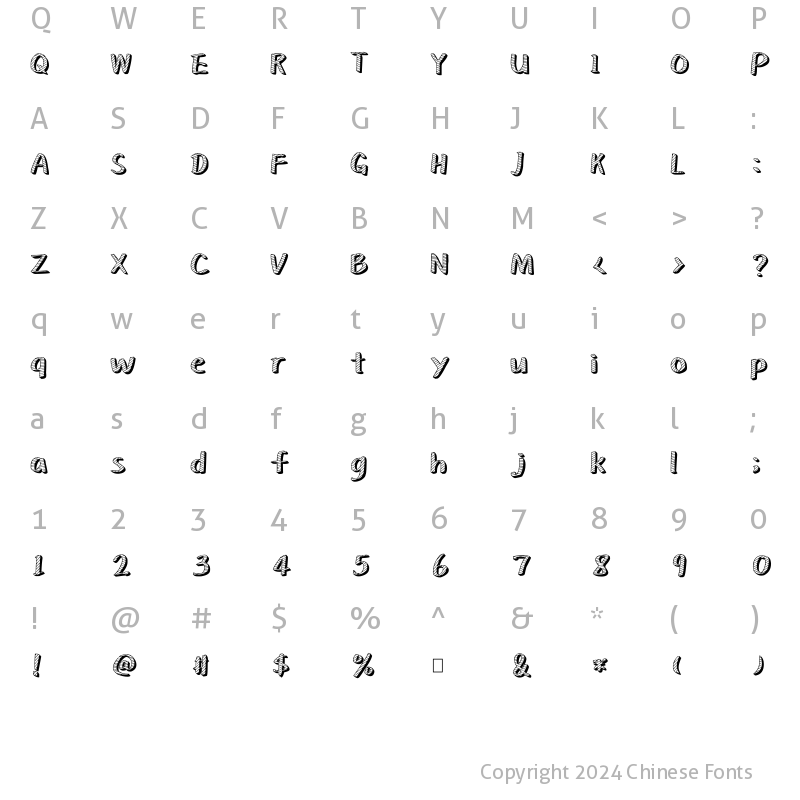 Q W E R T Y U I O P
Q W E R T Y U I O P
A S D F G H J K L :
A S D F G H J K L :
Z X C V B N M < > ?
Z X C V B N M < > ?
q w e r t y u i o p
q w e r t y u i o p
a s d f g h j k l ;
a s d f g h j k l ;
1 2 3 4 5 6 7 8 9 0
1 2 3 4 5 6 7 8 9 0
! @ # $ % ^ & * ( )
! @ # $ % □ & * ( )
Copyright 2024 Chinese Fonts